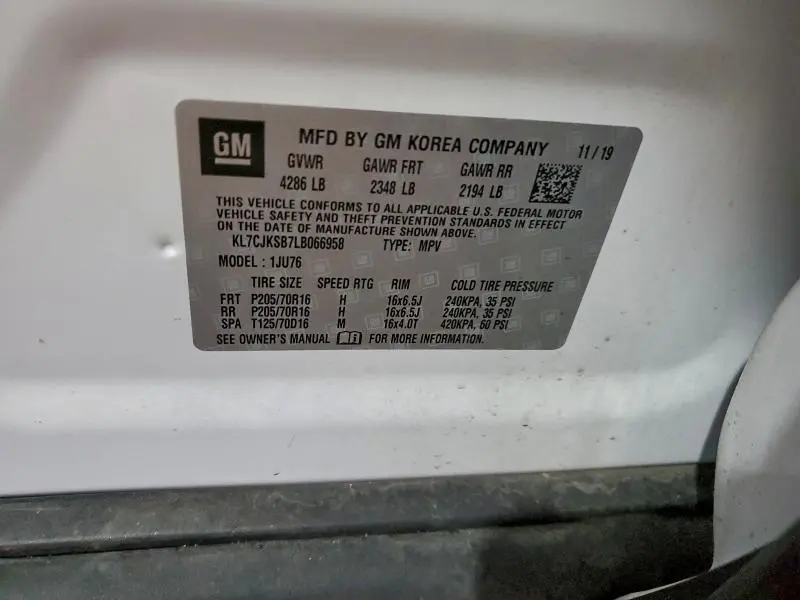 GM
MFD BY GM KOREA COMPANY 11/19
GVWR GAWR FRT GAWR RR
4286 LB 2348 LB 2194 LB
THIS VEHICLE CONFORMS TO ALL APPLICABLE U.S. FEDERAL MOTOR
VEHICLE SAFETY AND THEFT PREVENTION STANDARDS IN EFFECT
ON THE DATE OF MANUFACTURE SHOWN ABOVE.
KL7CJKSB7LB066958 TYPE: MPV
MODEL : 1JU76
TIRE SIZE SPEED RTG RIM COLD TIRE PRESSURE
FRT P205/70R16 H 16x6.5J 240KPA, 35 PSI
RR P205/70R16 H 16x6.5J 240KPA, 35 PSI
SPA T125/70D16 M 16x4.0T 420KPA, 60 PSI
SEE OWNER'S MANUAL FOR MORE INFORMATION.